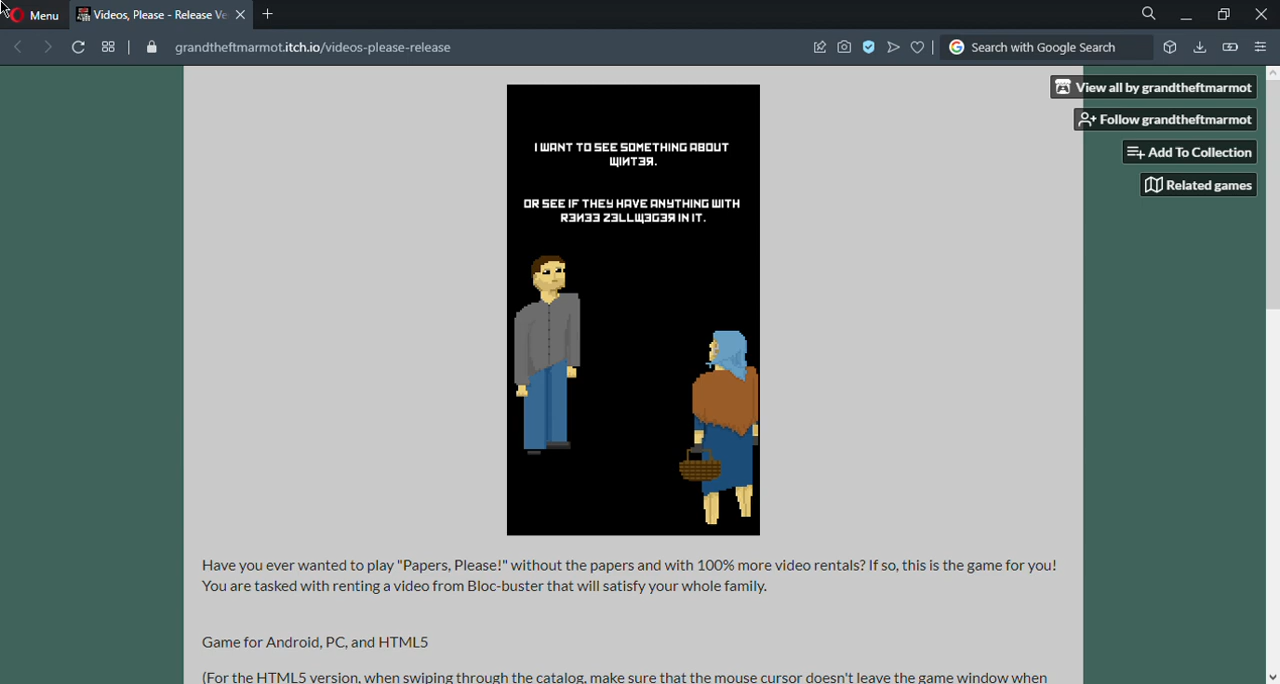 Menu
Videos, Please - Release Ve
grandtheftmarmot.itch.io/videos-please-release
Search with Google Search
View all by grandtheftmarmot
Follow grandtheftmarmot
Add To Collection
Related games
I WANT TO SEE SOMETHING ABOUT
ШIИTЗЯ.
OR SEE IF THEY HAVE ANYTHING WITH
RЗИЗЗ ZЗLLЩЗGЗЯ IN IT.
Have you ever wanted to play "Papers, Please!" without the papers and with 100% more video rentals? If so, this is the game for you!
You are tasked with renting a video from Bloc-buster that will satisfy your whole family.
Game for Android, PC, and HTML5
(For the HTML5 version, when swiping through the catalog, make sure that the mouse cursor doesn't leave the game window when